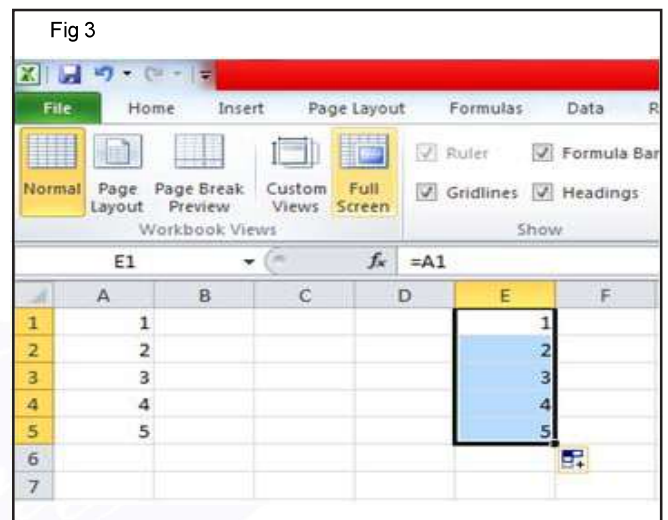 Fig 3
File Home Insert Page Layout Formulas Data R
Normal Page Layout Page Break Preview Custom Views Full Screen Ruler Formula Bar
Gridlines Headings
Workbook Views Show
E1 fx =A1
A B C D E F
1 1 1
2 2 2
3 3 3
4 4 4
5 5 5
6
7